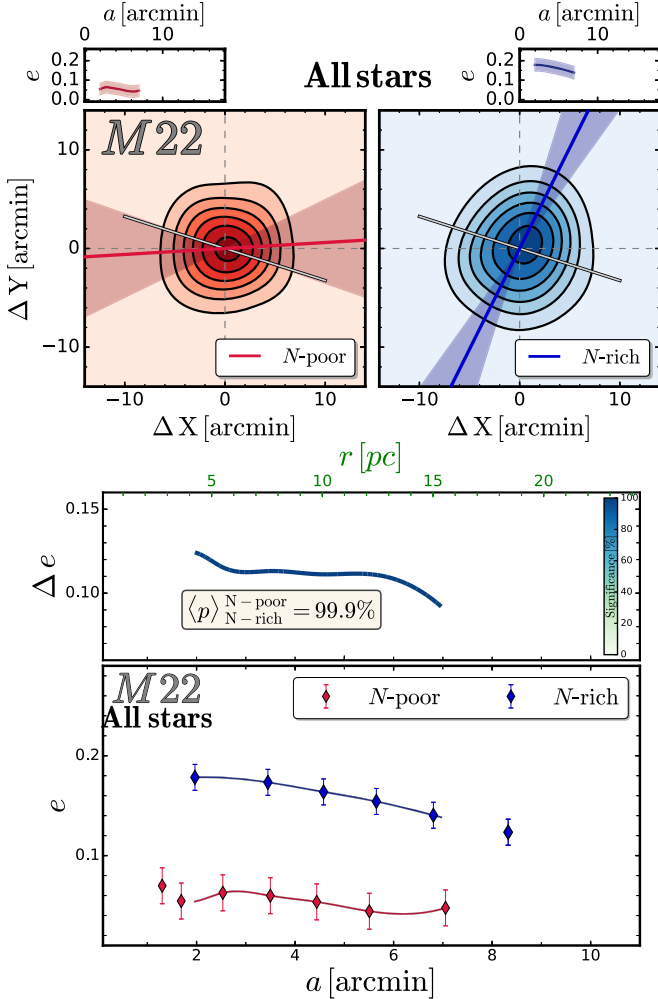 a [arcmin]
a [arcmin]
0
10
0
10
e
0.2
0.1
0.0
e
0.2
0.1
0.0
All stars
M 22
Δ Y [arcmin]
10
0
−10
N-poor
N-rich
−10
0
10
−10
0
10
Δ X [arcmin]
Δ X [arcmin]
r [pc]
5
10
15
20
Δ e
0.15
0.10
⟨p⟩ N−poor N−rich = 99.9%
Significance [%]
100
80
60
40
20
0
M 22
All stars
N-poor
N-rich
e
0.2
0.1
2
4
6
8
10
a [arcmin]